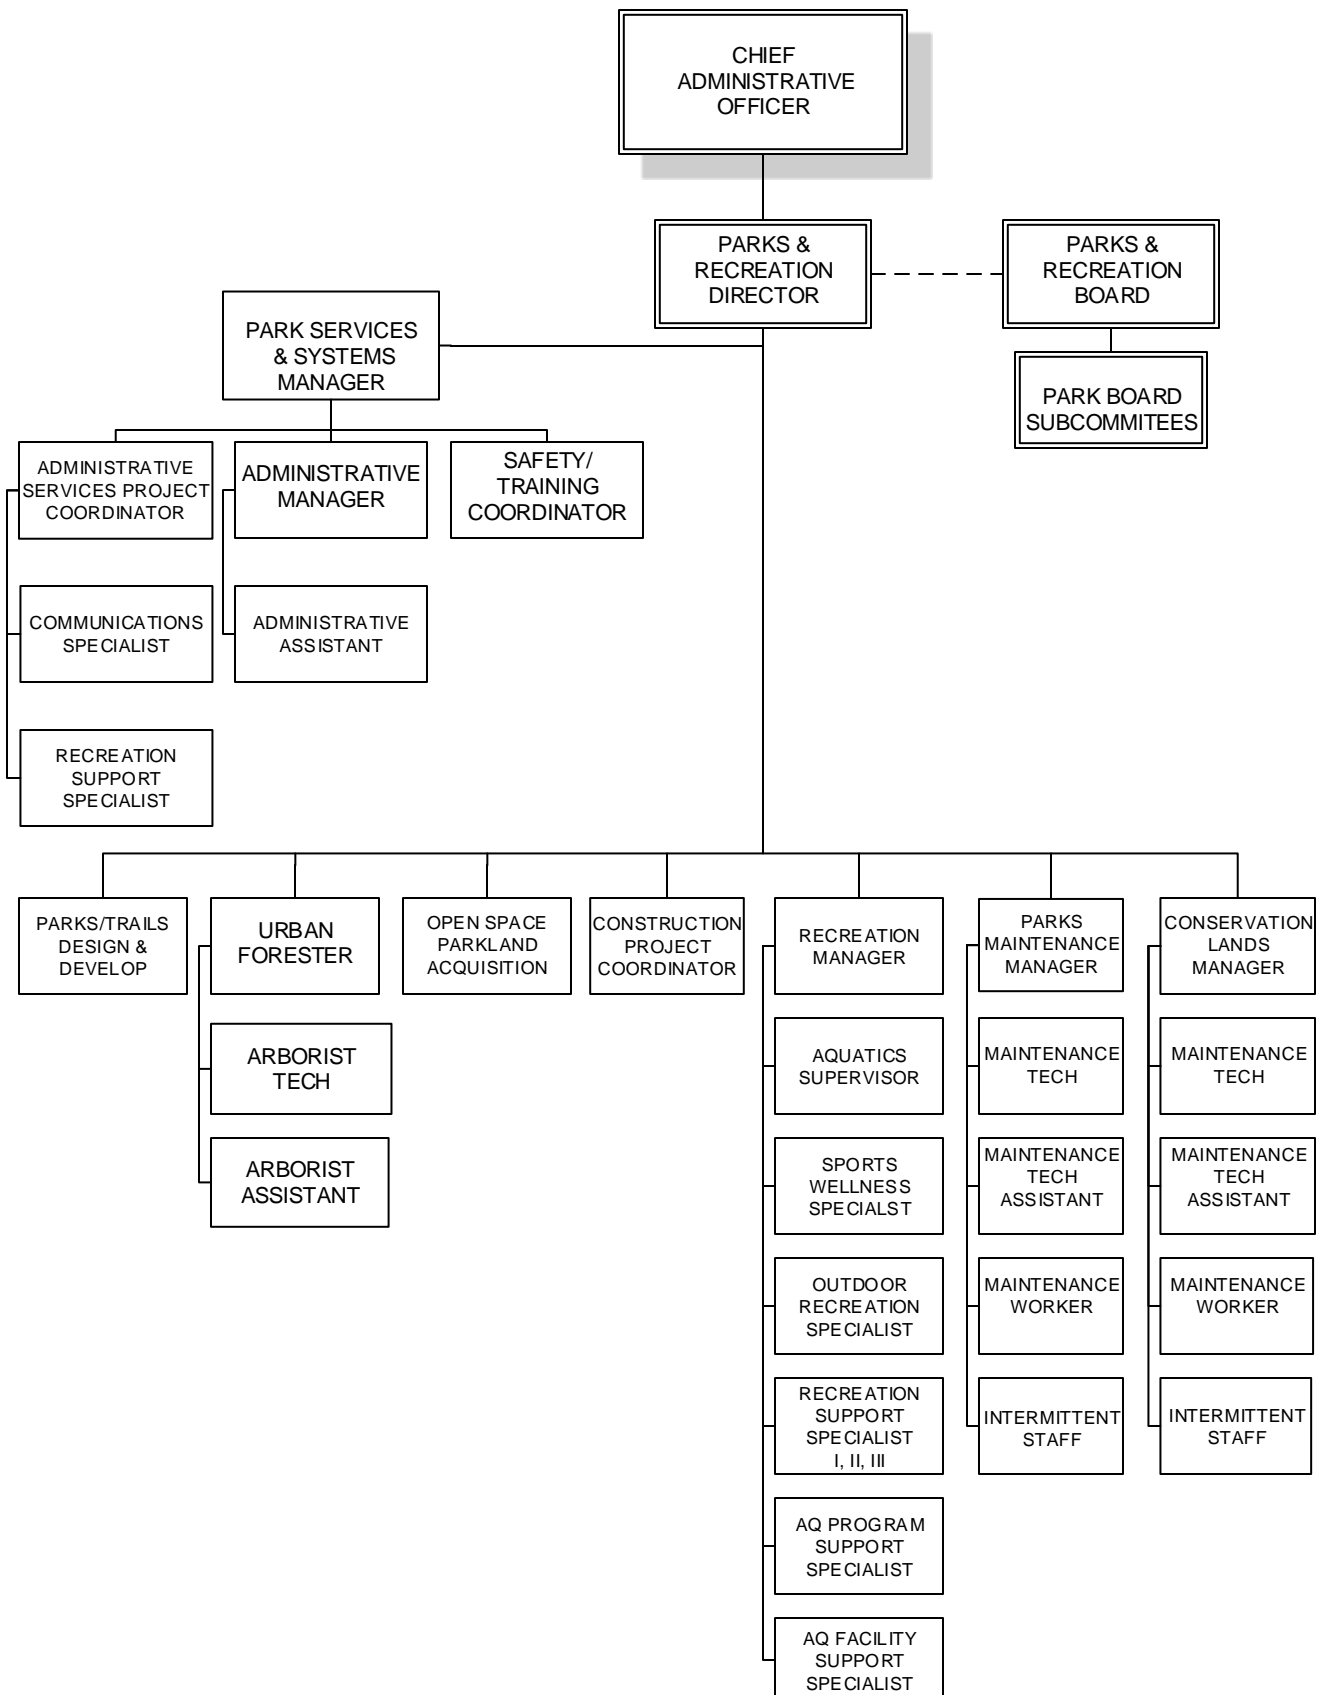 CHIEF
ADMINISTRATIVE
OFFICER
PARKS &
RECREATION
DIRECTOR
PARKS &
RECREATION
BOARD
PARK BOARD
SUBCOMMITEES
PARK SERVICES
& SYSTEMS
MANAGER
ADMINISTRATIVE
SERVICES PROJECT
COORDINATOR
ADMINISTRATIVE
MANAGER
SAFETY/
TRAINING
COORDINATOR
COMMUNICATIONS
SPECIALIST
ADMINISTRATIVE
ASSISTANT
RECREATION
SUPPORT
SPECIALIST
PARKS/TRAILS
DESIGN &
DEVELOP
URBAN
FORESTER
OPEN SPACE
PARKLAND
ACQUISITION
CONSTRUCTION
PROJECT
COORDINATOR
RECREATION
MANAGER
PARKS
MAINTENANCE
MANAGER
CONSERVATION
LANDS
MANAGER
ARBORIST
TECH
AQUATICS
SUPERVISOR
MAINTENANCE
TECH
MAINTENANCE
TECH
ARBORIST
ASSISTANT
SPORTS
WELLNESS
SPECIALST
MAINTENANCE
TECH
ASSISTANT
MAINTENANCE
TECH
ASSISTANT
OUTDOOR
RECREATION
SPECIALIST
MAINTENANCE
WORKER
MAINTENANCE
WORKER
RECREATION
SUPPORT
SPECIALIST
I, II, III
INTERMITTENT
STAFF
INTERMITTENT
STAFF
AQ PROGRAM
SUPPORT
SPECIALIST
AQ FACILITY
SUPPORT
SPECIALIST